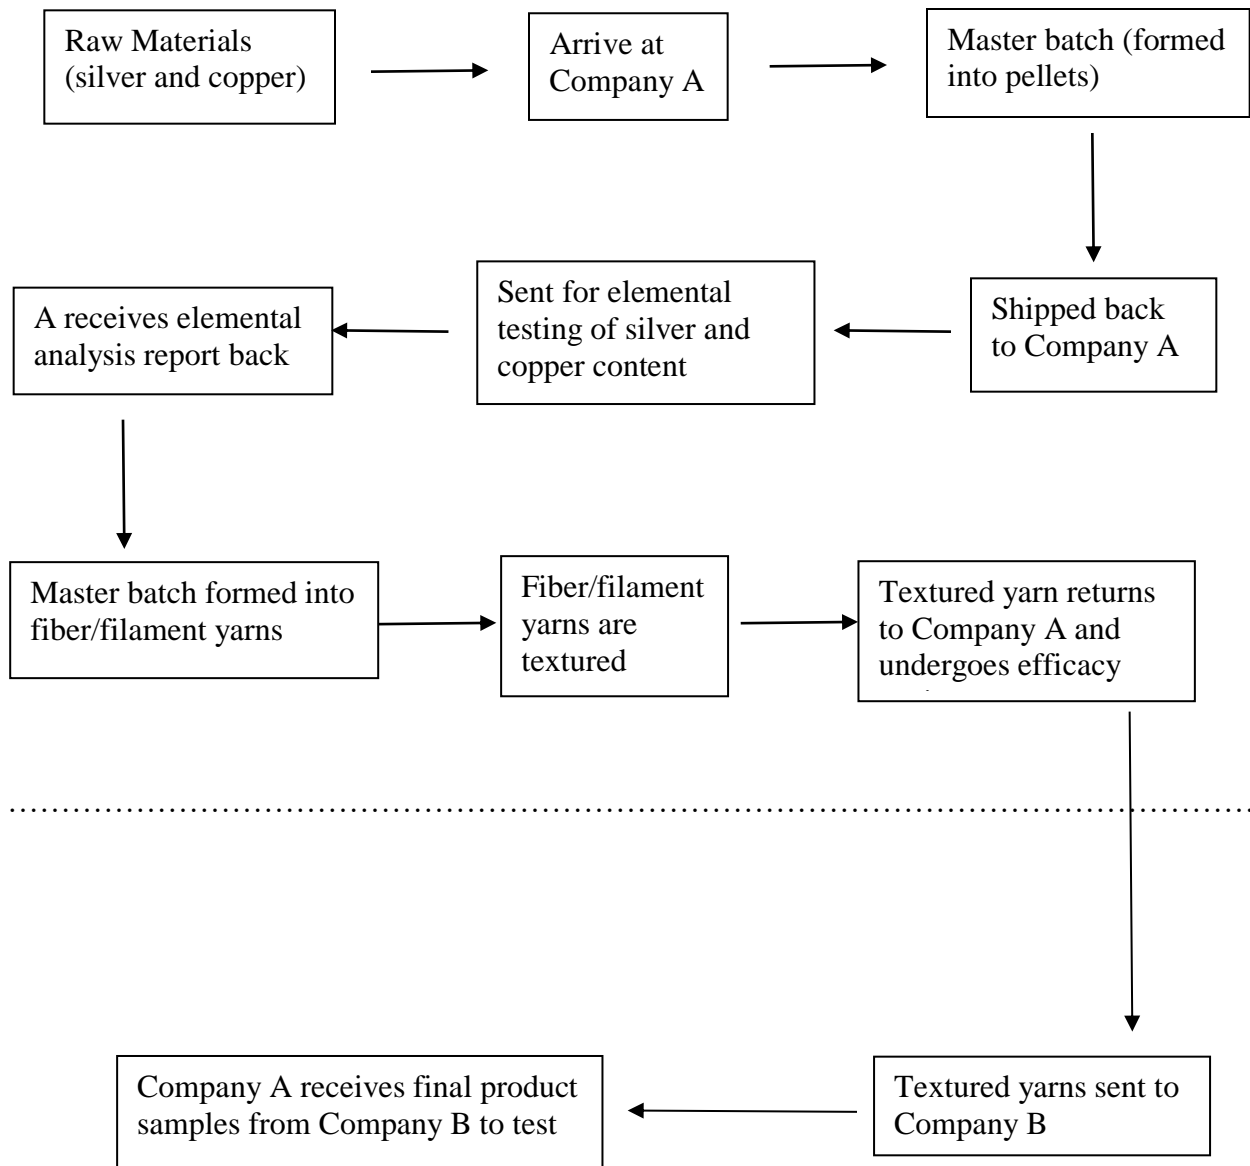 Raw Materials
(silver and copper)
Arrive at
Company A
Master batch (formed
into pellets)
Shipped back
to Company A
Sent for elemental
testing of silver and
copper content
A receives elemental
analysis report back
Master batch formed into
fiber/filament yarns
Fiber/filament
yarns are
textured
Textured yarn returns
to Company A and
undergoes efficacy
Textured yarns sent to
Company B
Company A receives final product
samples from Company B to test